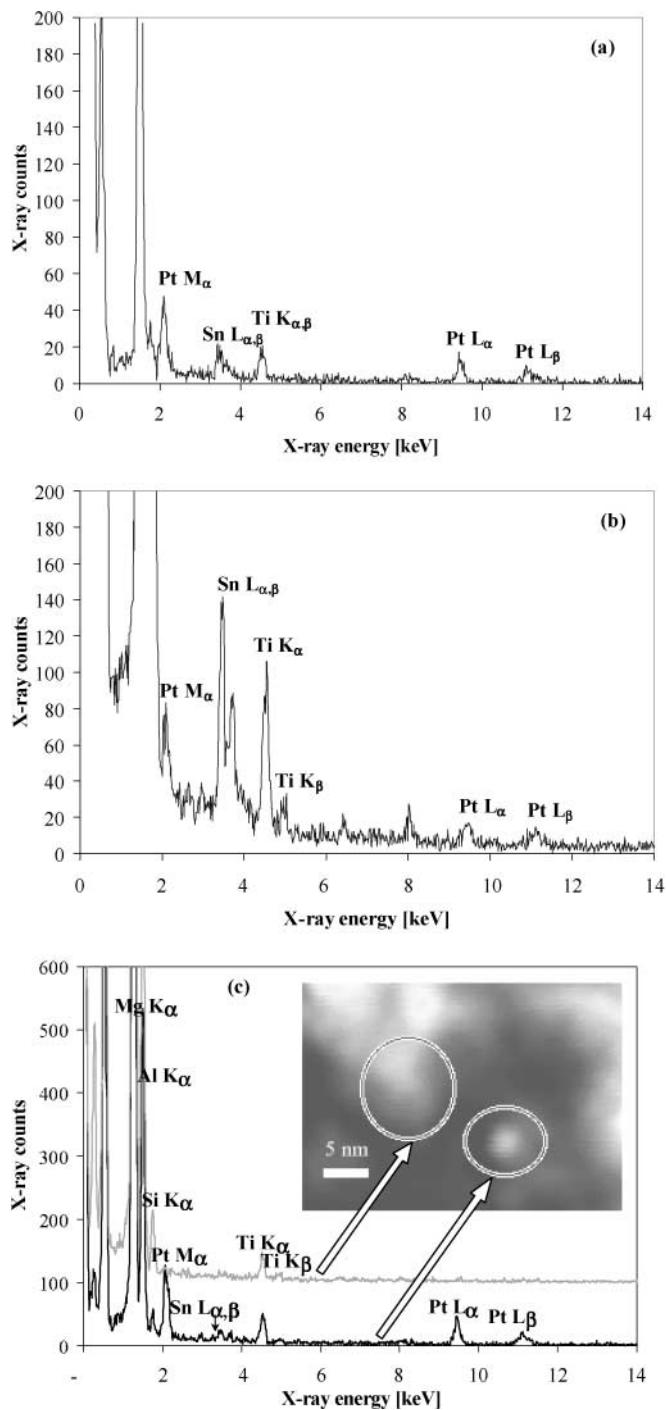 200
(a)
180
160
140
120
X-ray counts
100
80
60
Pt Mα
40
Sn Lα,β
Ti Kα,β
Pt Lα
Pt Lβ
20
0
0 2 4 6 8 10 12 14
X-ray energy [keV]
200
(b)
180
160
Sn Lα,β
140
120
Ti Kα
X-ray counts
100
Pt Mα
80
60
40
Ti Kβ
20
Pt Lα
Pt Lβ
0
0 2 4 6 8 10 12 14
X-ray energy [keV]
600
(c)
Mg Kα
500
Al Kα
400
X-ray counts
300
5 nm
Si Kα
200
Pt Mα
Ti Kα
Ti Kβ
100
Sn Lα,β
Pt Lα
Pt Lβ
0
- 2 4 6 8 10 12 14
X-ray energy [keV]